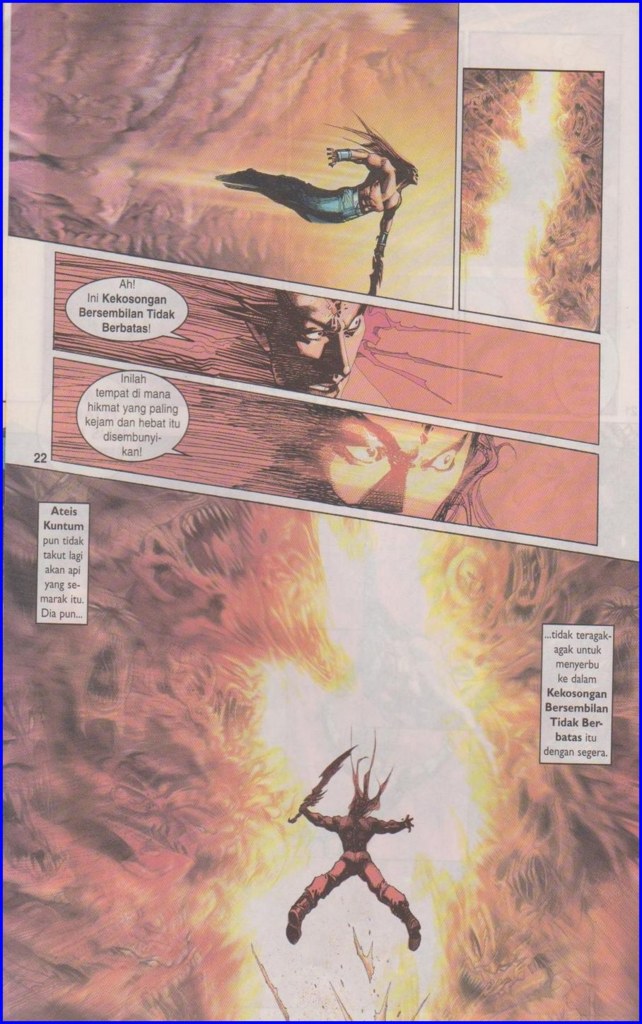 Ah!
Ini Kekosongan
Bersembilan Tidak
Berbatas!
Inilah
tempat di mana
hikmat yang paling
kejam dan hebat itu
disembunyi-
kan!
22
Ateis
Kuntum
pun tidak
takut lagi
akan api
yang se-
marak itu.
Dia pun...
...tidak teragak-
agak untuk
menyerbu
ke dalam
Kekosongan
Bersembilan
Tidak Ber-
batas itu
dengan segera.